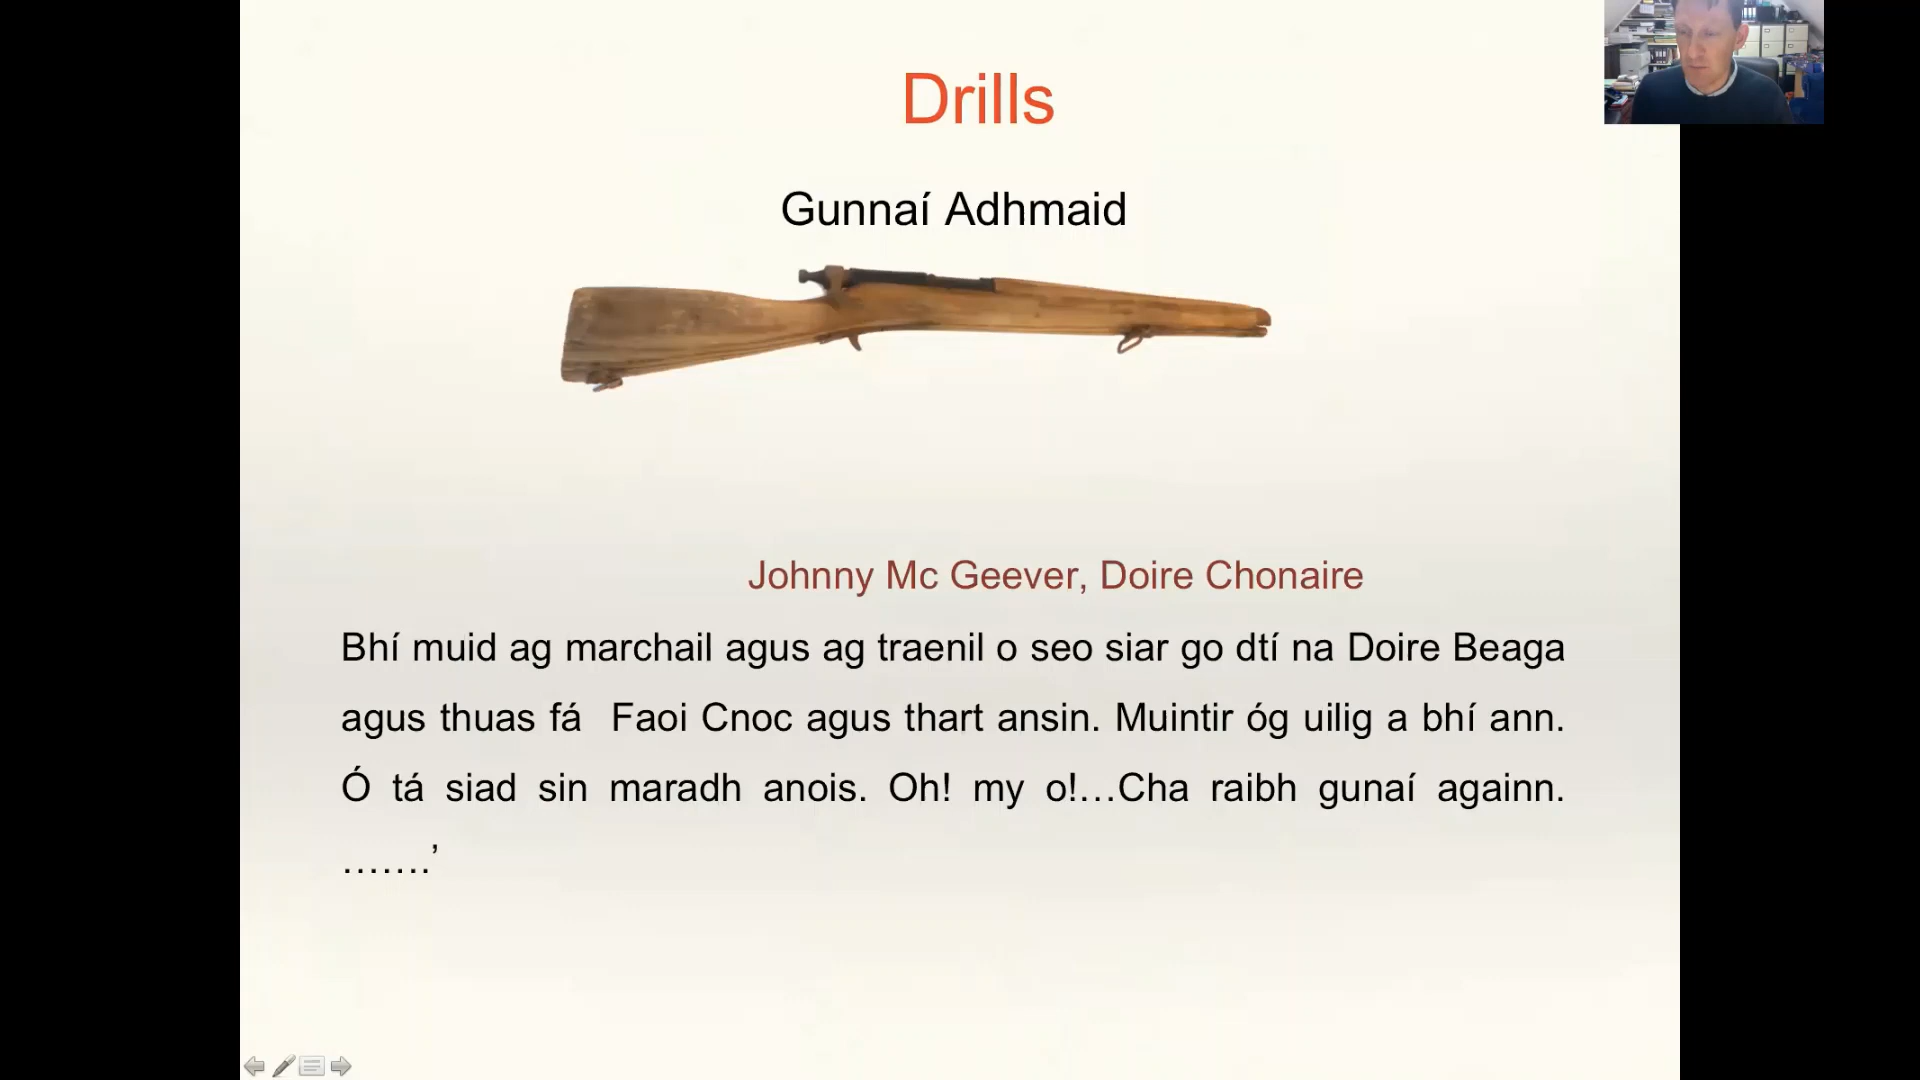 Drills
Gunnaí Adhmaid
Johnny Mc Geever, Doire Chonaire
Bhí muid ag marchail agus ag traenil o seo siar go dtí na Doire Beaga
agus thuas fá Faoi Cnoc agus thart ansin. Muintir óg uilig a bhí ann.
Ó tá siad sin maradh anois. Oh! my o!…Cha raibh gunaí againn.
…….’